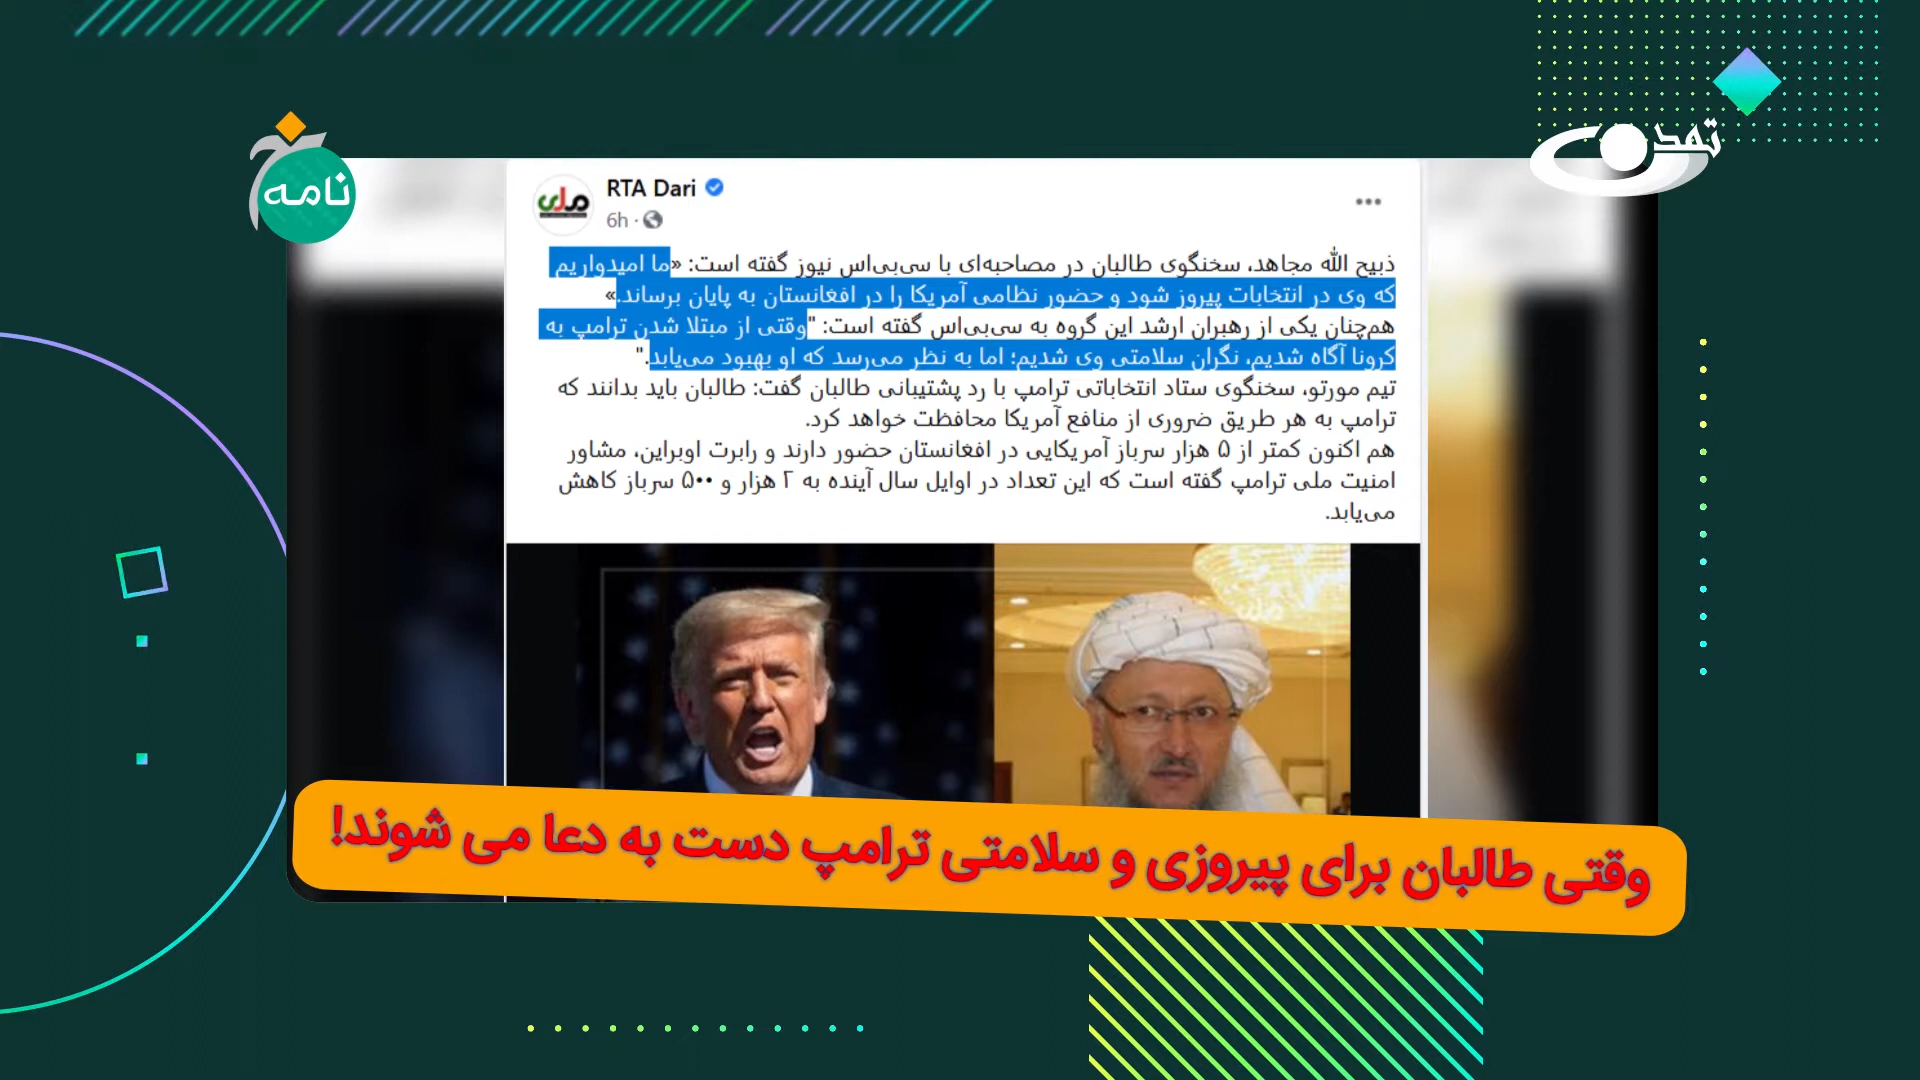 تمدن
نامه
ملی
RTA Dari
6h ·
ذبیح الله مجاهد، سخنگوی طالبان در مصاحبه‌ای با سی‌بی‌اس نیوز گفته است: «ما امیدواریم
که وی در انتخابات پیروز شود و حضور نظامی آمریکا را در افغانستان به پایان برساند.»
هم‌چنان یکی از رهبران ارشد این گروه به سی‌بی‌اس گفته است: "وقتی از مبتلا شدن ترامپ به
کرونا آگاه شدیم، نگران سلامتی وی شدیم؛ اما به نظر می‌رسد که او بهبود می‌یابد."
تیم مورتو، سخنگوی ستاد انتخاباتی ترامپ با رد پشتیبانی طالبان گفت: طالبان باید بدانند که
ترامپ به هر طریق ضروری از منافع آمریکا محافظت خواهد کرد.
هم اکنون کمتر از ۵ هزار سرباز آمریکایی در افغانستان حضور دارند و رابرت اوبراین، مشاور
امنیت ملی ترامپ گفته است که این تعداد در اوایل سال آینده به ۲ هزار و ۵۰۰ سرباز کاهش
می‌یابد.
ملی
وقتی طالبان برای پیروزی و سلامتی ترامپ دست به دعا می شوند!